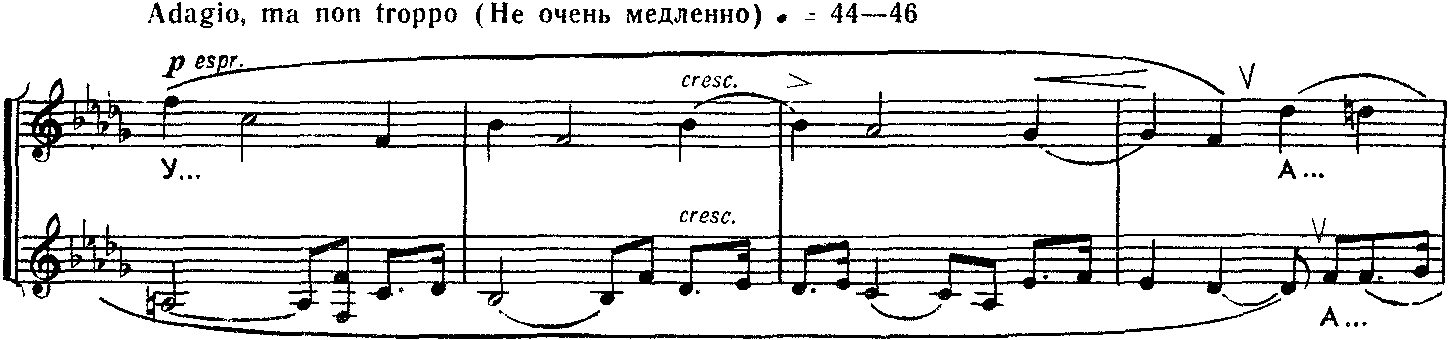 Adagio, ma non troppo (Не очень медленно) 𝅘𝅥 = 44—46
p espr.
cresc.
У...
А...
cresc.
А...